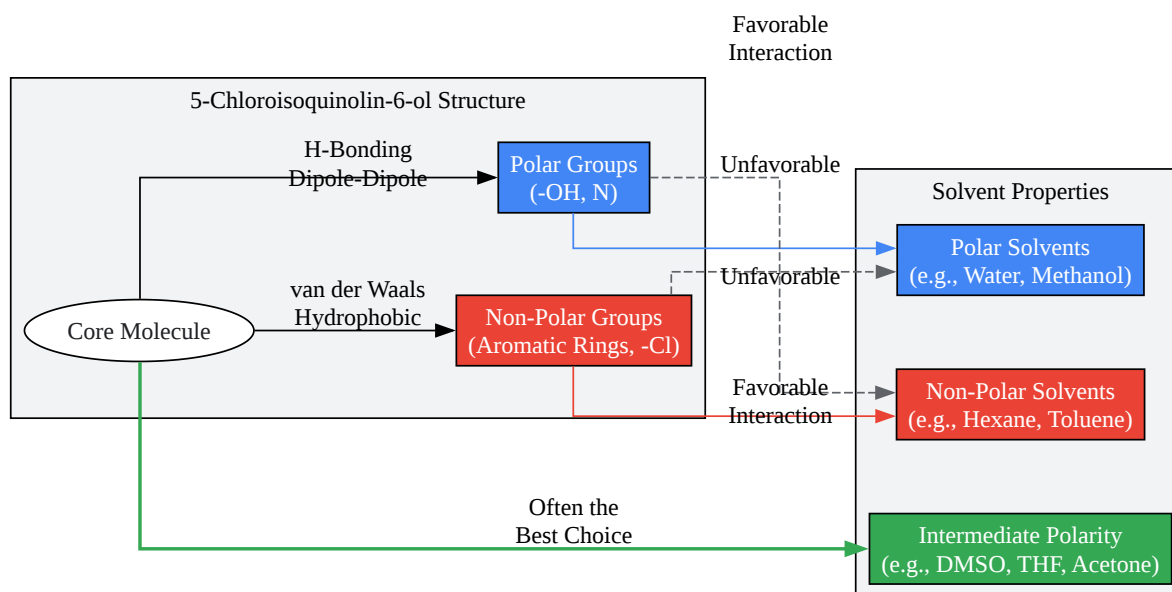 Favorable
Interaction
5-Chloroisoquinolin-6-ol Structure
H-Bonding
Dipole-Dipole
Polar Groups
(-OH, N)
Unfavorable
Solvent Properties
Polar Solvents
(e.g., Water, Methanol)
Unfavorable
van der Waals
Hydrophobic
Core Molecule
Non-Polar Groups
(Aromatic Rings, -Cl)
Favorable
Interaction
Non-Polar Solvents
(e.g., Hexane, Toluene)
Often the
Best Choice
Intermediate Polarity
(e.g., DMSO, THF, Acetone)